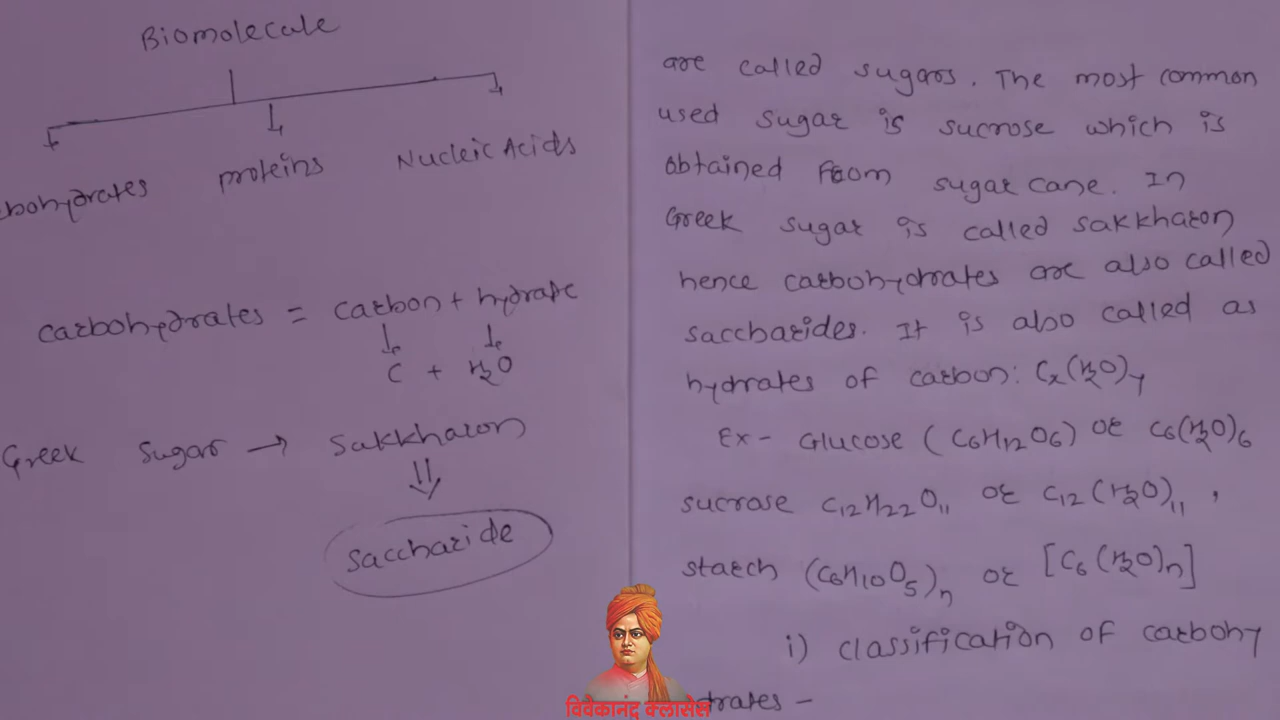 Biomolecule
bohydrates proteins Nucleic Acids
carbohydrates = carbon + hydrate
C + H2O
Greek Sugar → Sakkharon
Saccharide
are called sugars. The most common
used sugar is sucrose which is
obtained from sugar cane. In
Greek sugar is called sakkharon
hence carbohydrates are also called
saccharides. It is also called as
hydrates of carbon: Cx(H2O)y
Ex- Glucose (C6H12O6) or C6(H2O)6
sucrose C12H22O11 or C12(H2O)11,
starch (C6H10O5)n or [C6(H2O)n]
i) classification of carbohy
drates -
विवेकानंद क्लासेस